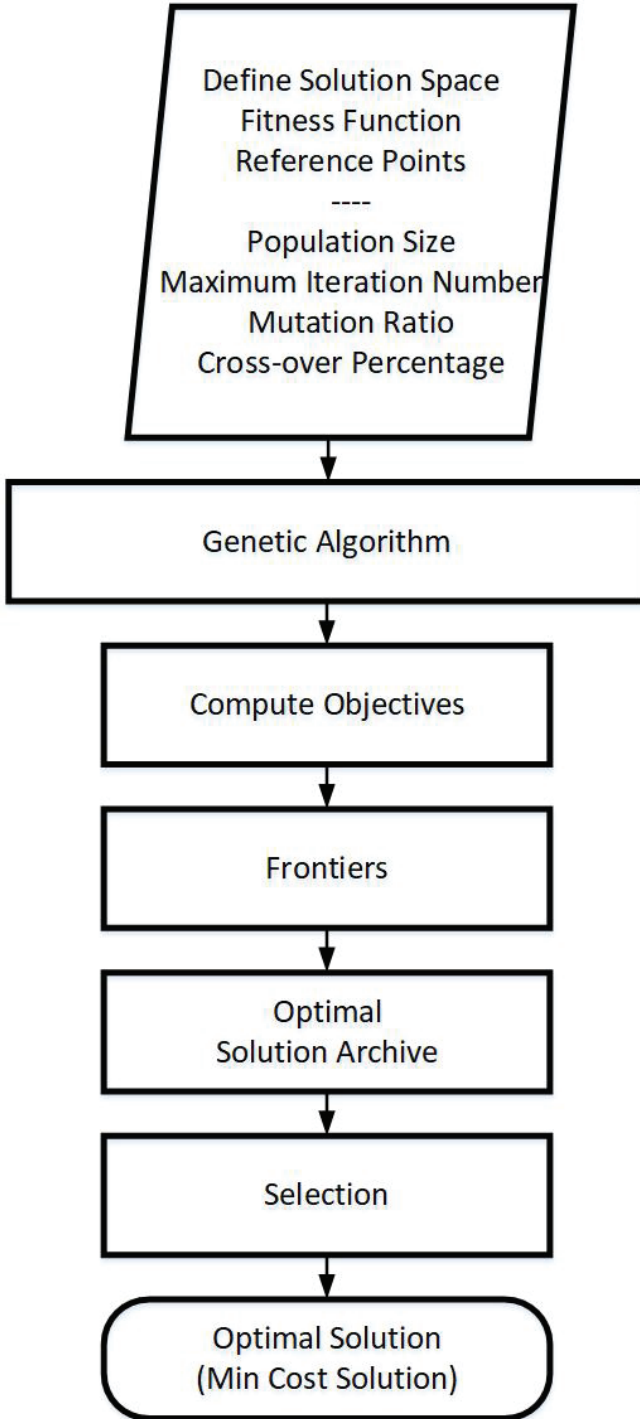 Define Solution Space
Fitness Function
Reference Points
----
Population Size
Maximum Iteration Number
Mutation Ratio
Cross-over Percentage
Genetic Algorithm
Compute Objectives
Frontiers
Optimal
Solution Archive
Selection
Optimal Solution
(Min Cost Solution)